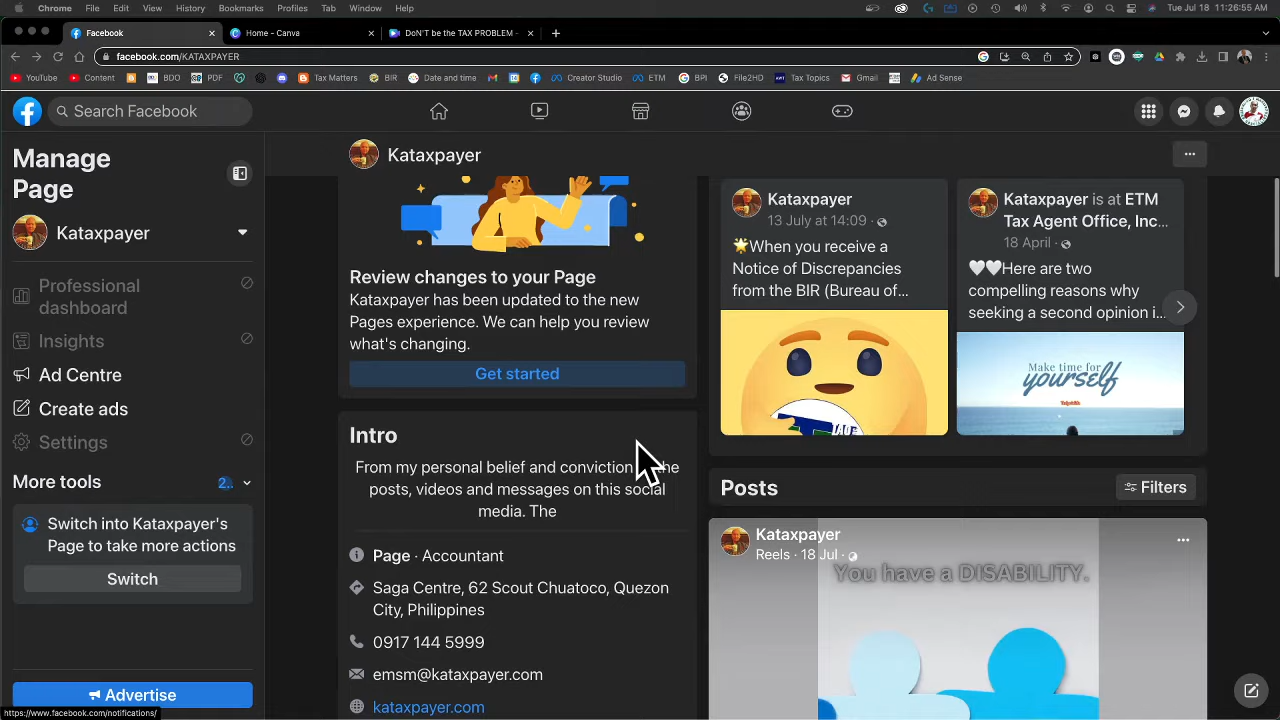 Chrome File Edit View History Bookmarks Profiles Tab Window Help
Tue Jul 18 11:26:55 AM
Facebook
Home - Canva
DoN'T be the TAX PROBLEM -
facebook.com/KATAXPAYER
YouTube Content BDO PDF Tax Matters BIR Date and time Creator Studio ETM BPI File2HD Tax Topics Gmail Ad Sense
Search Facebook
Manage
Page
Kataxpayer
Professional
dashboard
Insights
Ad Centre
Create ads
Settings
More tools
2..
Switch into Kataxpayer's
Page to take more actions
Switch
Advertise
https://www.facebook.com/notifications/
Kataxpayer
Review changes to your Page
Kataxpayer has been updated to the new
Pages experience. We can help you review
what's changing.
Get started
Intro
From my personal belief and conviction
posts, videos and messages on this social
media. The
Page · Accountant
Saga Centre, 62 Scout Chuatoco, Quezon
City, Philippines
0917 144 5999
emsm@kataxpayer.com
kataxpayer.com
Kataxpayer
13 July at 14:09
🌟When you receive a
Notice of Discrepancies
from the BIR (Bureau of...
Kataxpayer is at ETM
Tax Agent Office, Inc...
18 April
🤍🤍Here are two
compelling reasons why
seeking a second opinion i...
Make time for
yourself
Posts
Filters
Kataxpayer
Reels · 18 Jul
You have a DISABILITY.